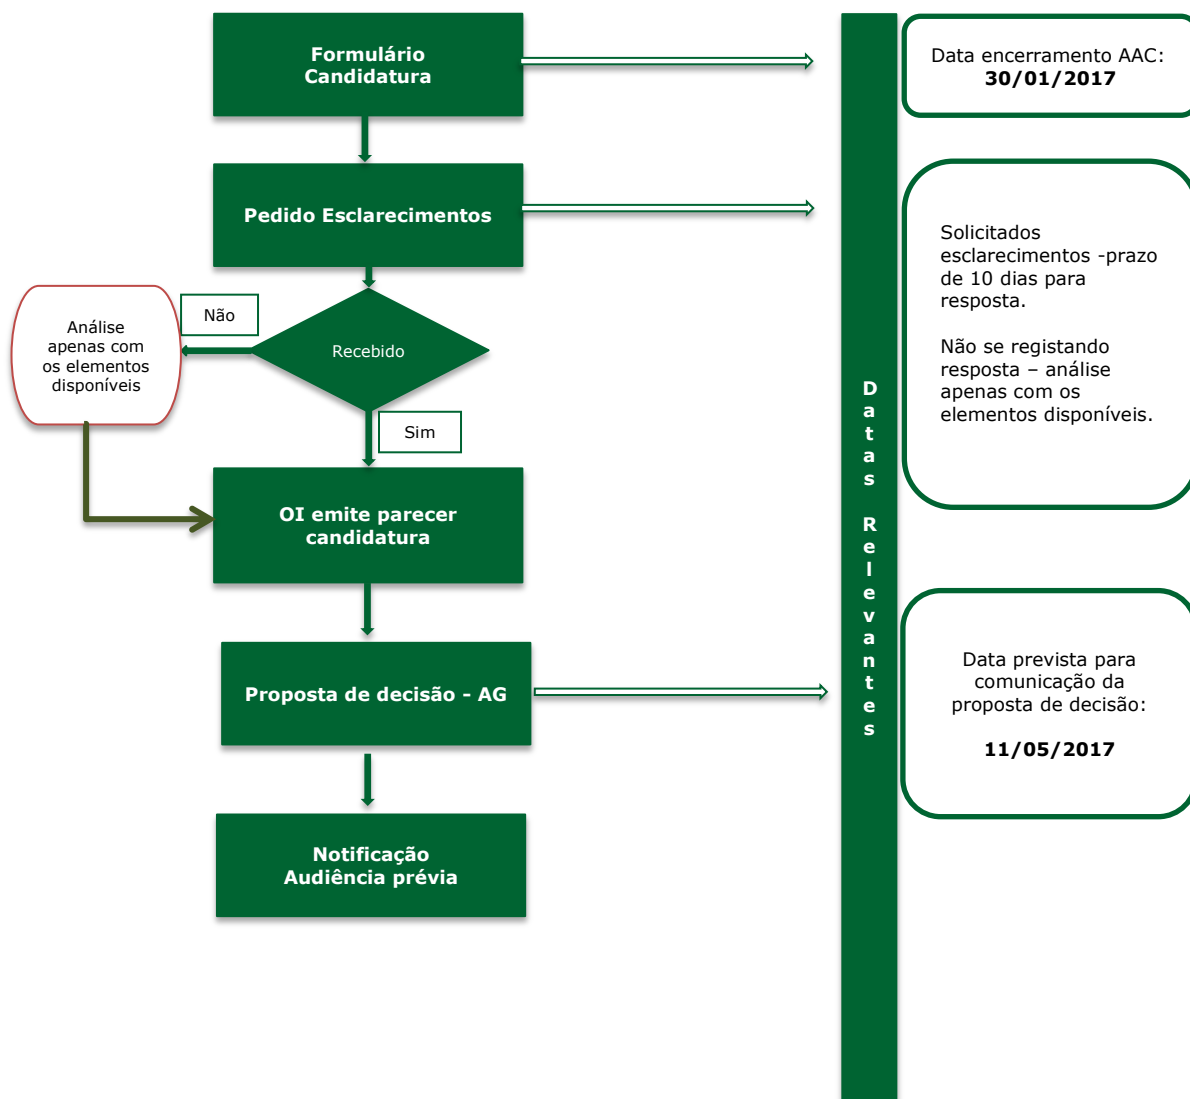 Formulário
Candidatura
Data encerramento AAC:
30/01/2017
Pedido Esclarecimentos
Solicitados
esclarecimentos -prazo
de 10 dias para
resposta.
Não se registando
resposta – análise
apenas com os
elementos disponíveis.
Não
Análise
apenas com
os elementos
disponíveis
Recebido
Sim
OI emite parecer
candidatura
Datas Relevantes
Proposta de decisão - AG
Data prevista para
comunicação da
proposta de decisão:
11/05/2017
Notificação
Audiência prévia